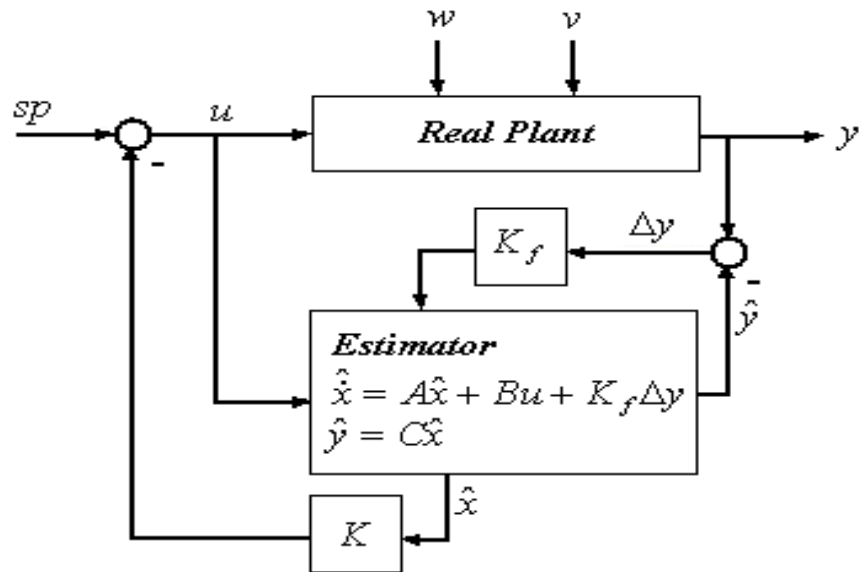 w
v
sp
u
Real Plant
y
-
K_f
Δy
-
ŷ
Estimator
x̂̇ = Ax̂ + Bu + K_fΔy
ŷ = Cx̂
x̂
K